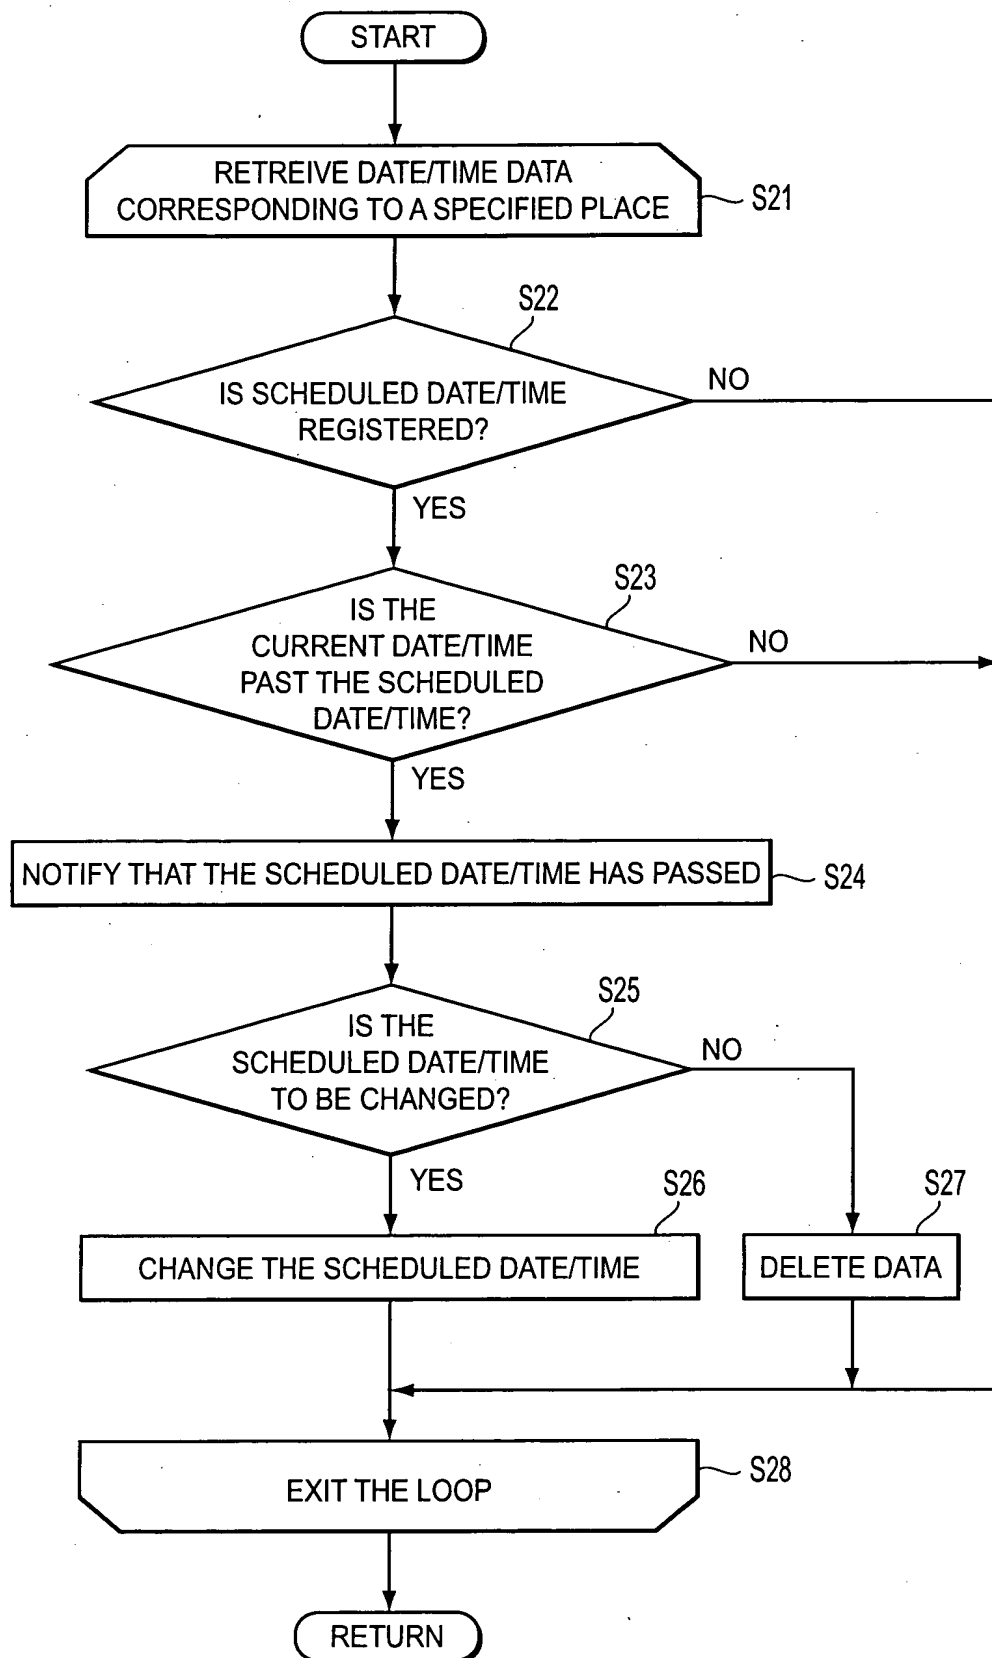 START
RETREIVE DATE/TIME DATA
CORRESPONDING TO A SPECIFIED PLACE
S21
S22
IS SCHEDULED DATE/TIME
REGISTERED?
NO
YES
S23
IS THE
CURRENT DATE/TIME
PAST THE SCHEDULED
DATE/TIME?
NO
YES
NOTIFY THAT THE SCHEDULED DATE/TIME HAS PASSED
S24
S25
IS THE
SCHEDULED DATE/TIME
TO BE CHANGED?
NO
YES
S26
S27
CHANGE THE SCHEDULED DATE/TIME
DELETE DATA
EXIT THE LOOP
S28
RETURN